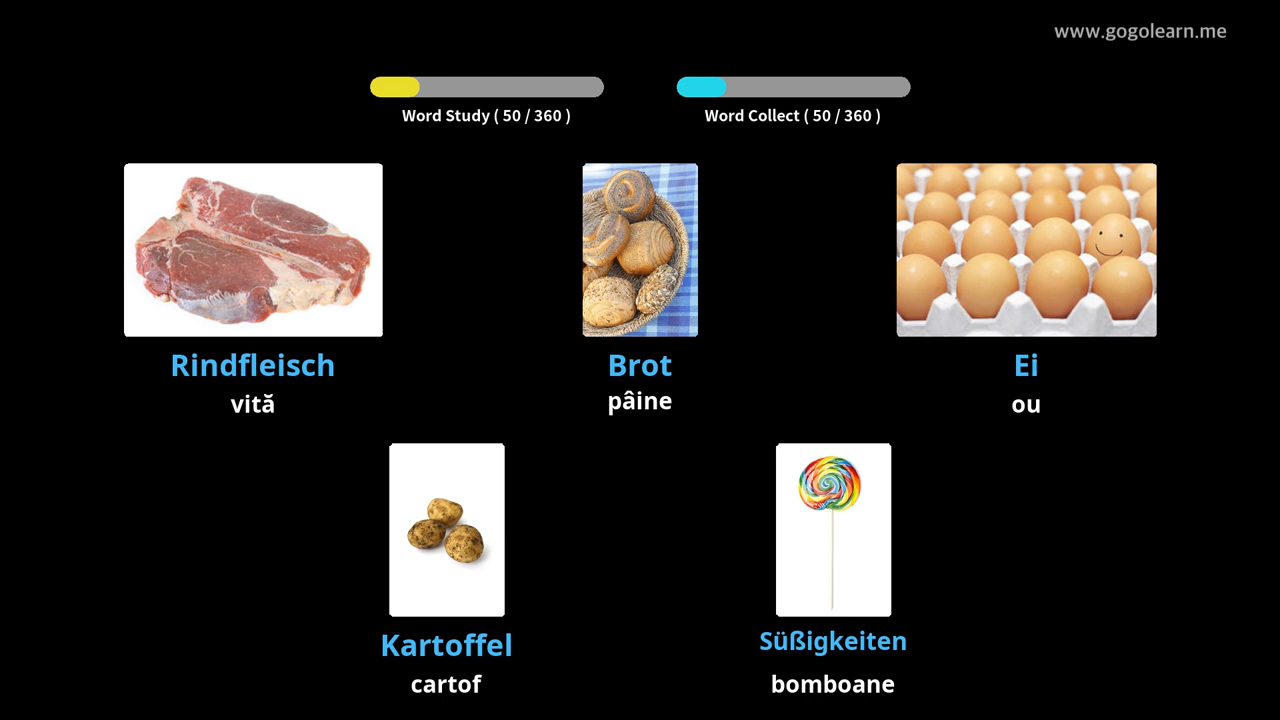 www.gogolearn.me
Word Study ( 50 / 360 )
Word Collect ( 50 / 360 )
Rindfleisch
vită
Brot
pâine
Ei
ou
Kartoffel
cartof
Süßigkeiten
bomboane